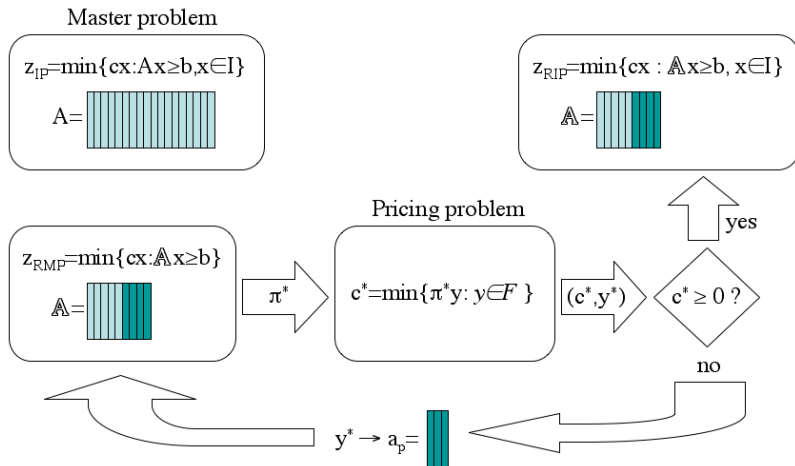 Master problem
z_IP=min{cx:Ax≥b,x∈I}
A=
z_RIP=min{cx : 𝔸x≥b, x∈I}
𝔸=
yes
Pricing problem
z_RMP=min{cx:𝔸x≥b}
𝔸=
π*
c*=min{π*y: y∈F }
(c*,y*)
c* ≥ 0 ?
no
y* → a_p=